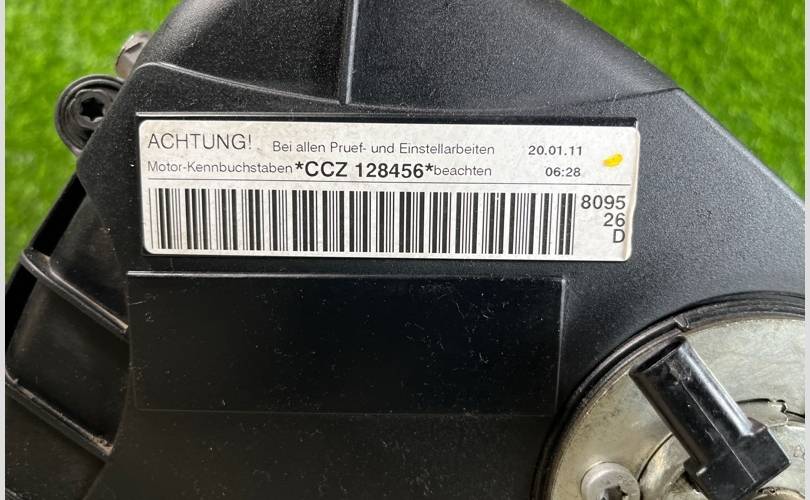 ACHTUNG! Bei allen Pruef- und Einstellarbeiten 20.01.11
Motor-Kennbuchstaben *CCZ 128456* beachten 06:28
8095
26
D